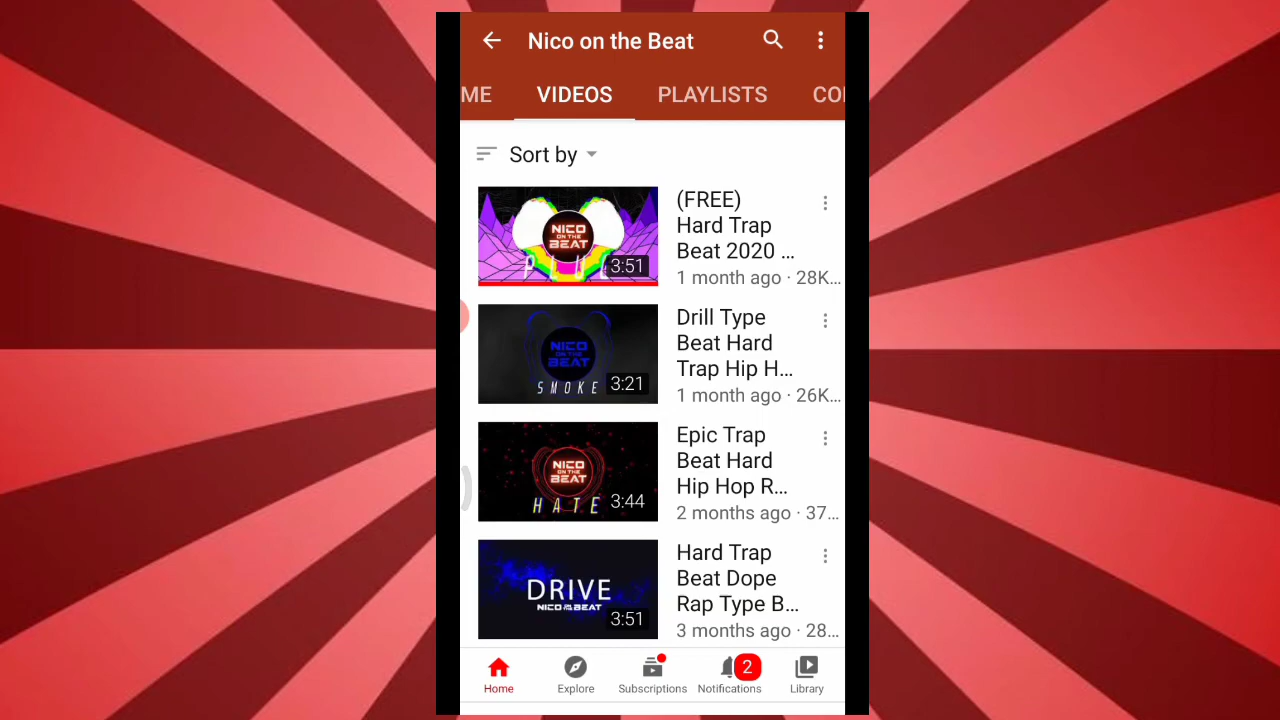 Nico on the Beat
ME VIDEOS PLAYLISTS CO
Sort by
NICO
ON THE
BEAT
3:51
(FREE)
Hard Trap
Beat 2020 ...
1 month ago · 28K...
NICO
ON THE
BEAT
SMOKE
3:21
Drill Type
Beat Hard
Trap Hip H...
1 month ago · 26K...
NICO
ON THE
BEAT
HATE
3:44
Epic Trap
Beat Hard
Hip Hop R...
2 months ago · 37...
DRIVE
NICO ON THE BEAT
3:51
Hard Trap
Beat Dope
Rap Type B...
3 months ago · 28...
2
Home Explore Subscriptions Notifications Library